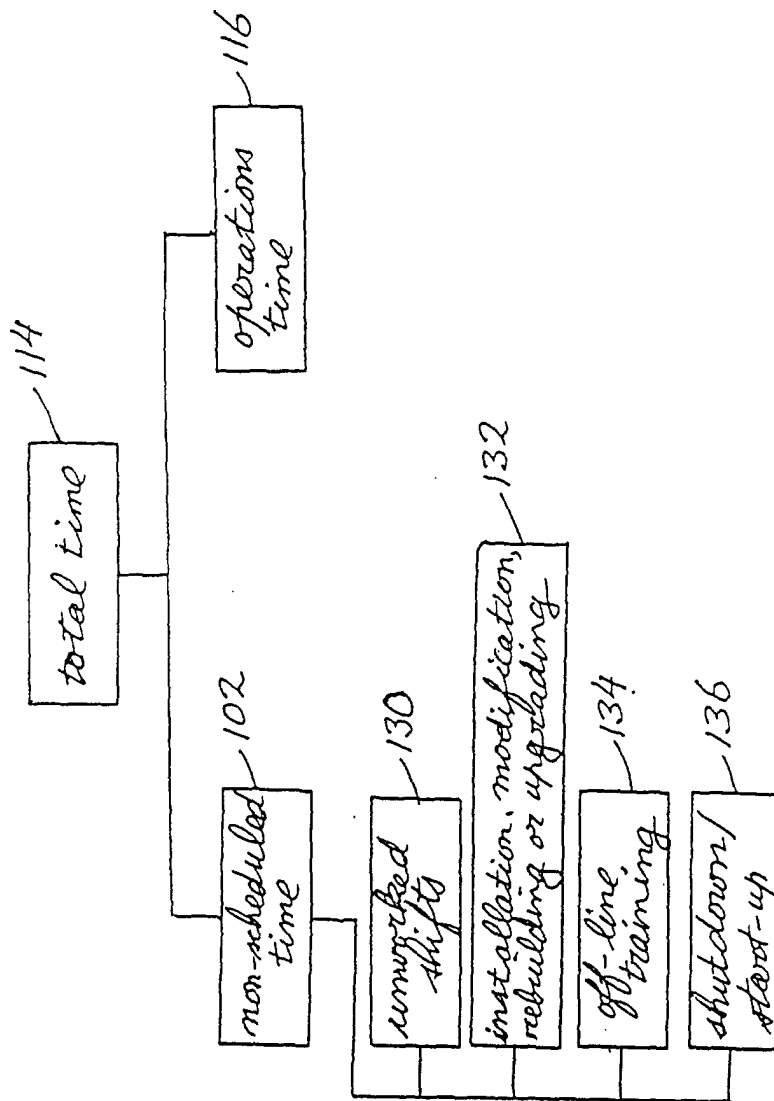 total time
114
non-scheduled
time
102
operations
time
116
unworked
shifts
130
installation, modification,
rebuilding or upgrading
132
off-line
training
134
shutdown/
start-up
136